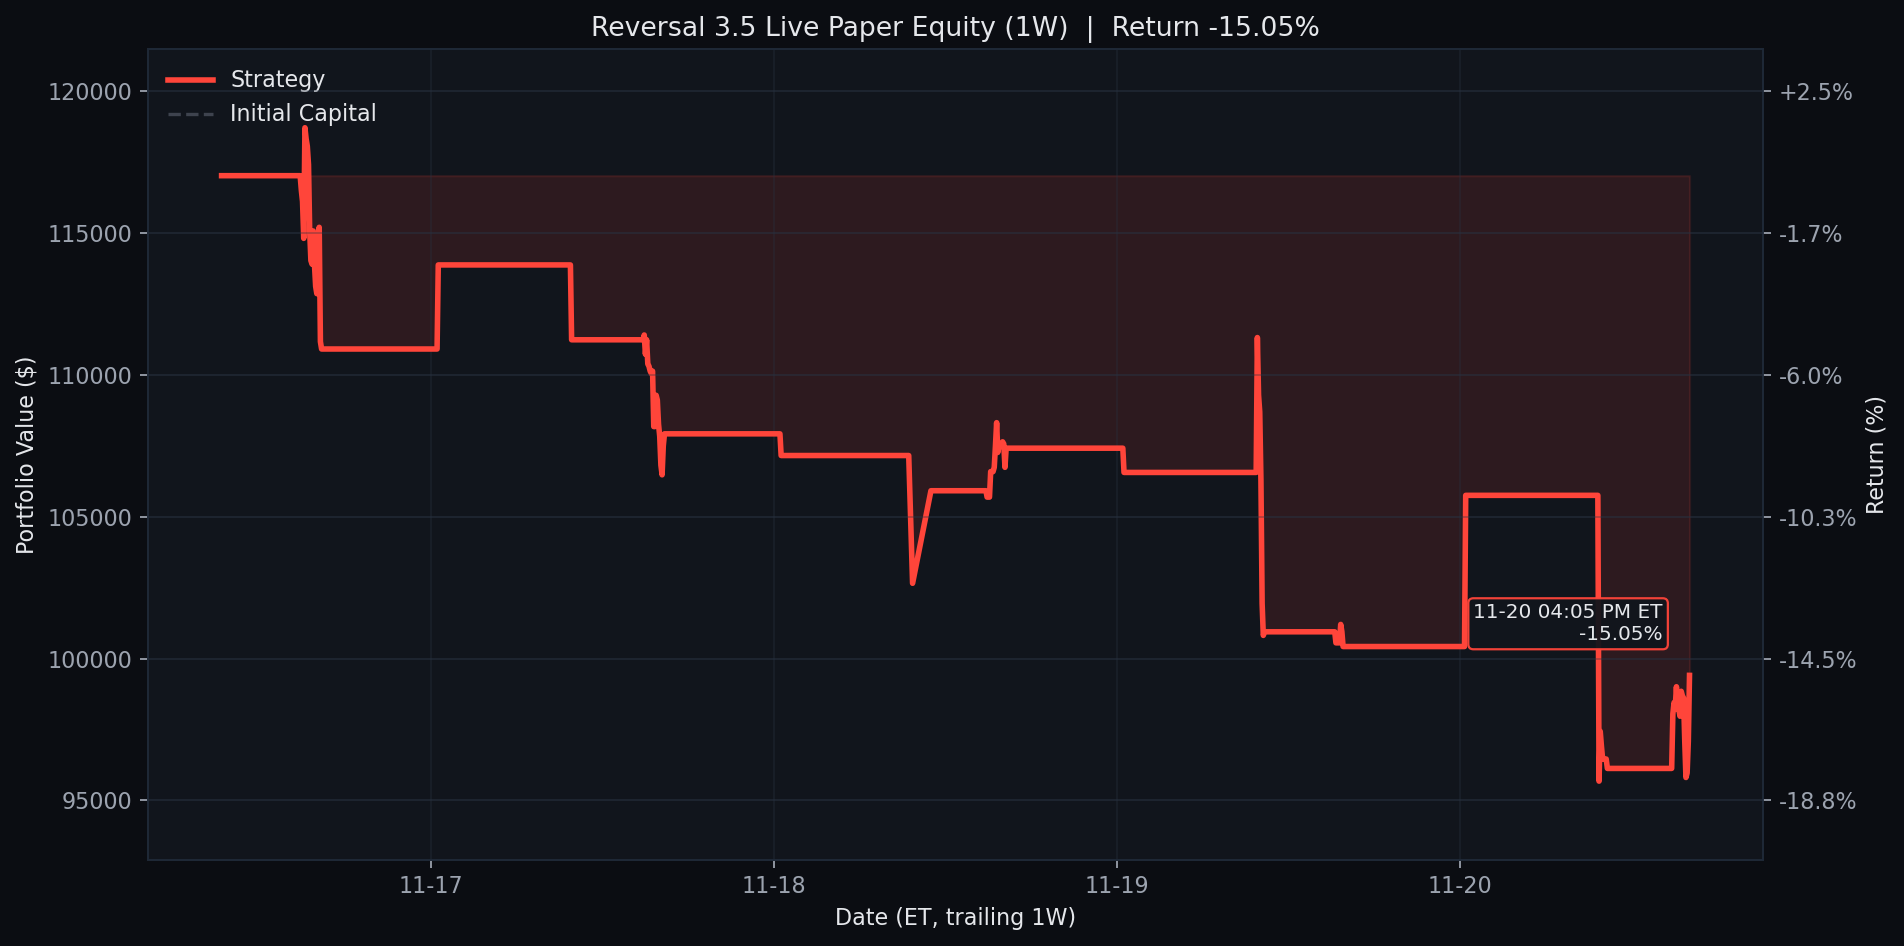 Reversal 3.5 Live Paper Equity (1W)  |  Return -15.05%
Strategy
Initial Capital
120000
115000
110000
105000
100000
95000
Portfolio Value ($)
+2.5%
-1.7%
-6.0%
-10.3%
-14.5%
-18.8%
Return (%)
11-20 04:05 PM ET
-15.05%
11-17
11-18
11-19
11-20
Date (ET, trailing 1W)